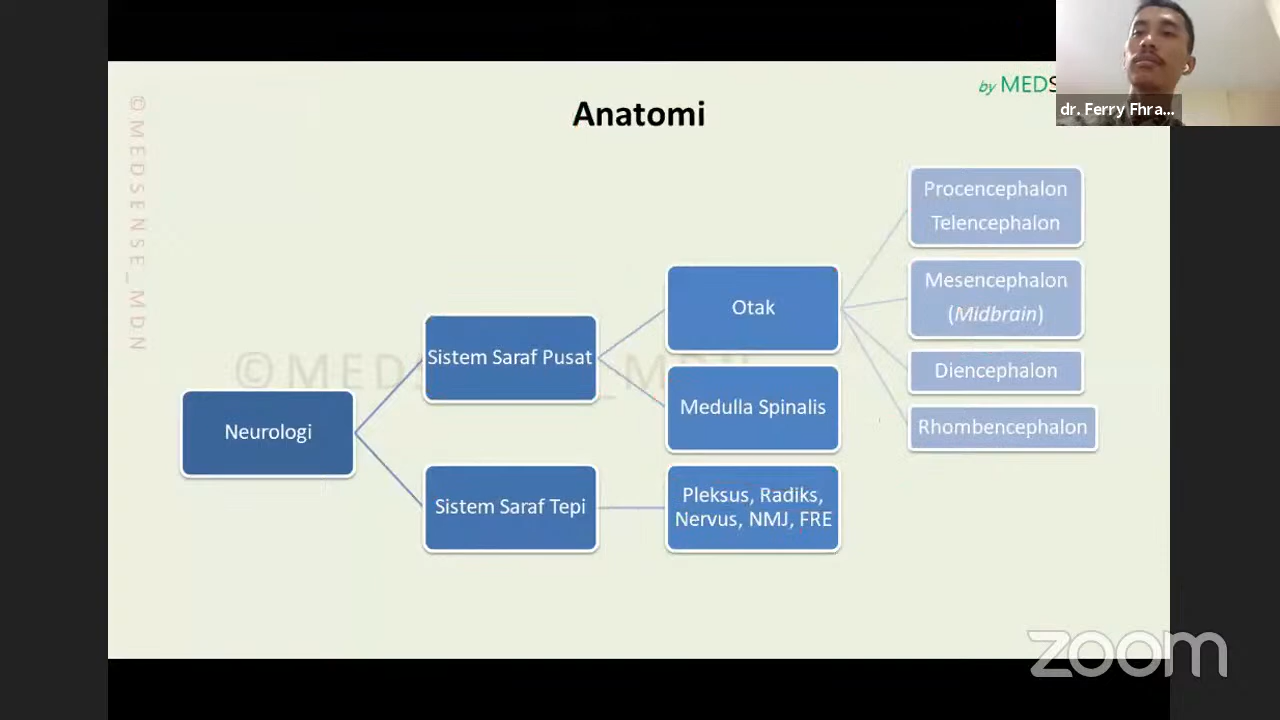 by MEDS
dr. Ferry Fhra...
Anatomi
©MEDSENSE_MDN
Procencephalon
Telencephalon
Mesencephalon
(Midbrain)
Otak
Sistem Saraf Pusat
Diencephalon
Medulla Spinalis
Rhombencephalon
Neurologi
Sistem Saraf Tepi
Pleksus, Radiks,
Nervus, NMJ, FRE
zoom